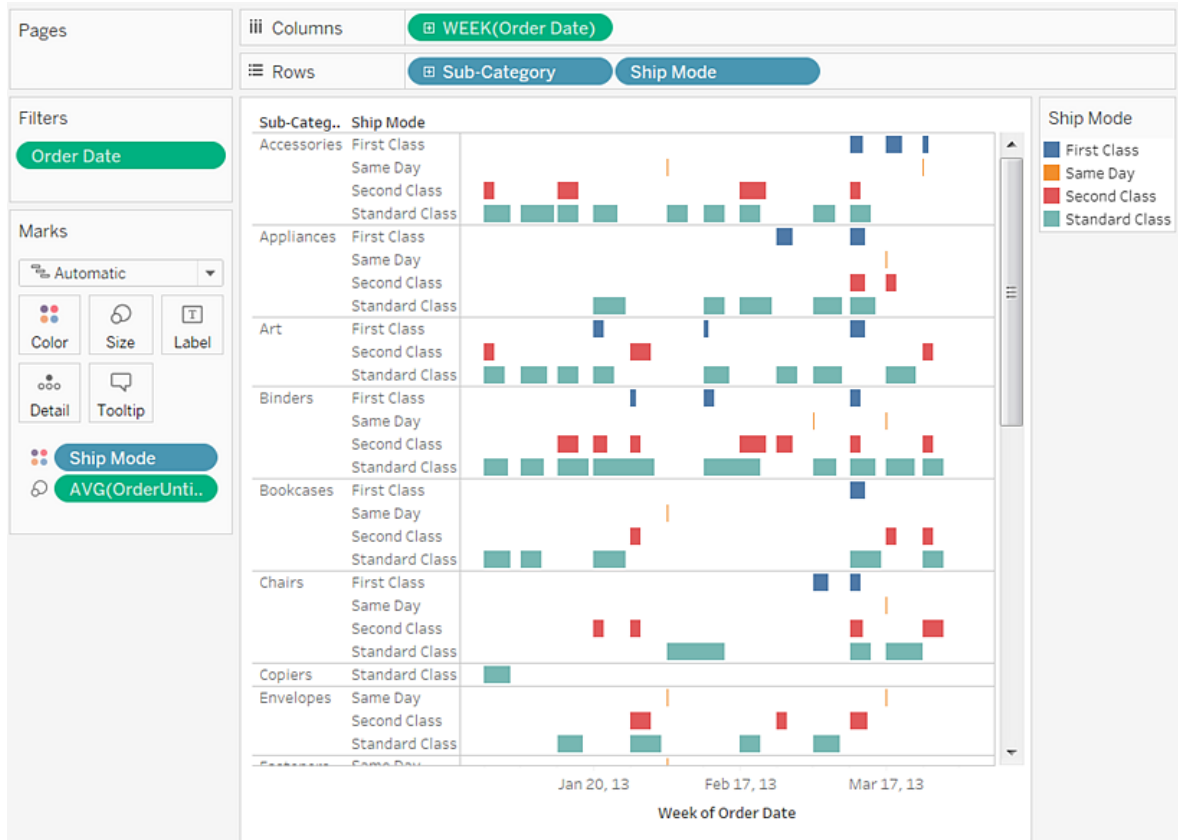 Pages
Columns
WEEK(Order Date)
Rows
Sub-Category
Ship Mode
Filters
Order Date
Marks
Automatic
Color
Size
Label
Detail
Tooltip
Ship Mode
AVG(OrderUnti..
Sub-Categ.. Ship Mode
Accessories First Class
Same Day
Second Class
Standard Class
Appliances First Class
Same Day
Second Class
Standard Class
Art First Class
Second Class
Standard Class
Binders First Class
Same Day
Second Class
Standard Class
Bookcases First Class
Same Day
Second Class
Standard Class
Chairs First Class
Same Day
Second Class
Standard Class
Copiers Standard Class
Envelopes Same Day
Second Class
Standard Class
Fasteners Same Day
Jan 20, 13 Feb 17, 13 Mar 17, 13
Week of Order Date
Ship Mode
First Class
Same Day
Second Class
Standard Class